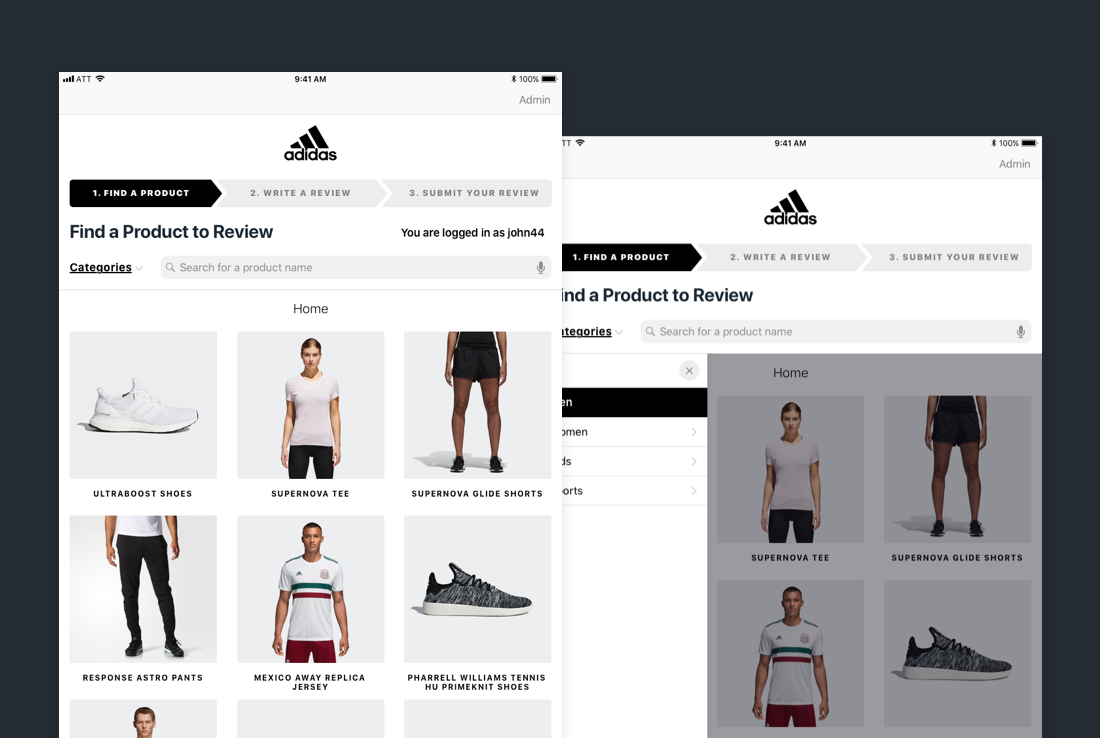 ATT
9:41 AM
100%
Admin
adidas
1. FIND A PRODUCT
2. WRITE A REVIEW
3. SUBMIT YOUR REVIEW
Find a Product to Review
You are logged in as john44
Categories
Search for a product name
Home
ULTRABOOST SHOES
SUPERNOVA TEE
SUPERNOVA GLIDE SHORTS
RESPONSE ASTRO PANTS
MEXICO AWAY REPLICA
JERSEY
PHARRELL WILLIAMS TENNIS
HU PRIMEKNIT SHOES
TT
9:41 AM
100%
Admin
adidas
1. FIND A PRODUCT
2. WRITE A REVIEW
3. SUBMIT YOUR REVIEW
ind a Product to Review
ategories
Search for a product name
en
omen
ds
orts
Home
SUPERNOVA TEE
SUPERNOVA GLIDE SHORTS